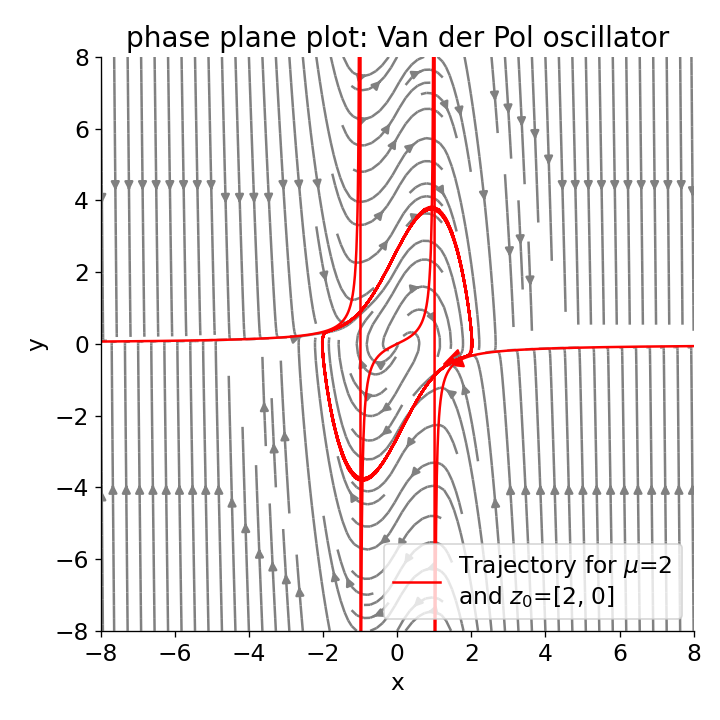 phase plane plot: Van der Pol oscillator
8
6
4
2
0
−2
−4
−6
−8
y
Trajectory for μ=2
and z₀=[2, 0]
−8 −6 −4 −2 0 2 4 6 8
x